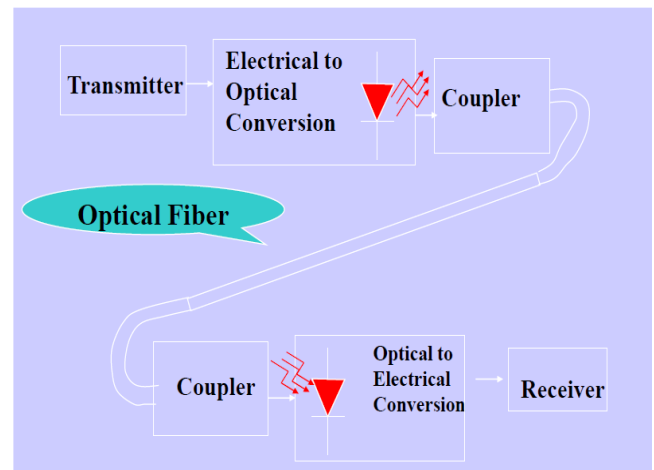 Transmitter
Electrical to
Optical
Conversion
Coupler
Optical Fiber
Coupler
Optical to
Electrical
Conversion
Receiver